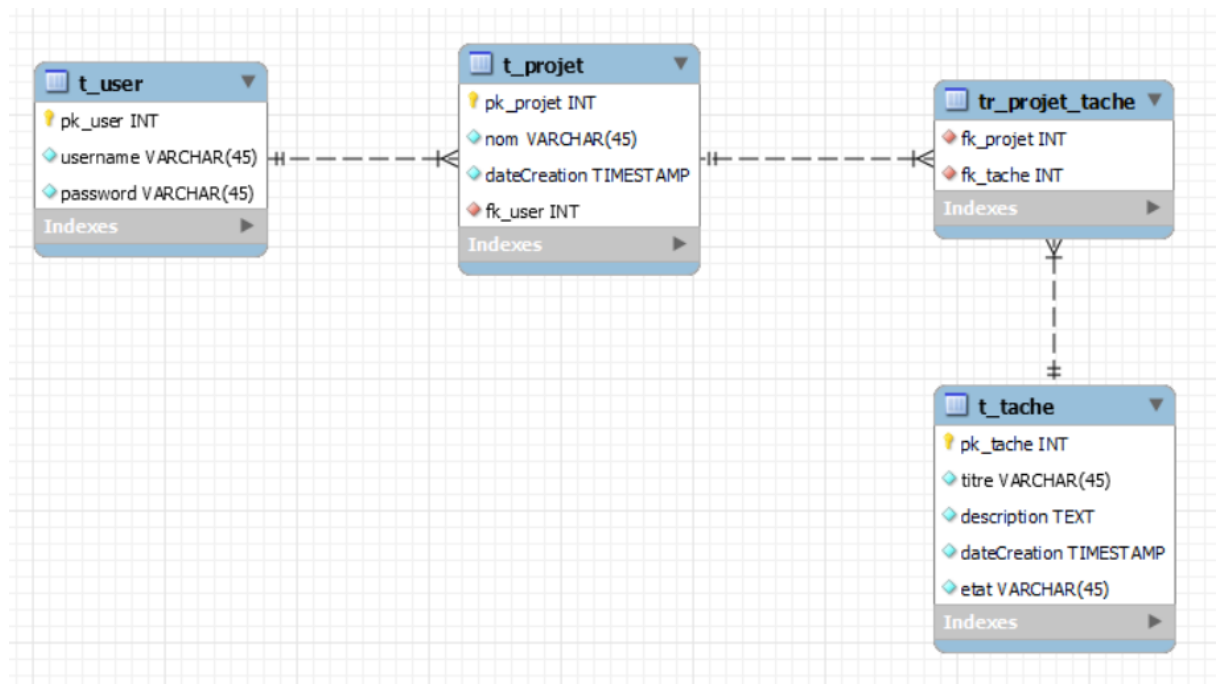 t_user
pk_user INT
username VARCHAR(45)
password VARCHAR(45)
Indexes
t_projet
pk_projet INT
nom VARCHAR(45)
dateCreation TIMESTAMP
fk_user INT
Indexes
tr_projet_tache
fk_projet INT
fk_tache INT
Indexes
t_tache
pk_tache INT
titre VARCHAR(45)
description TEXT
dateCreation TIMESTAMP
etat VARCHAR(45)
Indexes